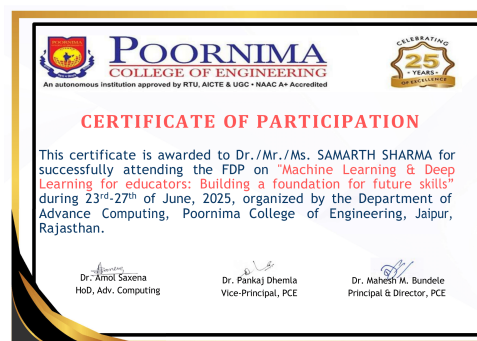 POORNIMA
COLLEGE OF ENGINEERING
An autonomous institution approved by RTU, AICTE & UGC • NAAC A+ Accredited
CELEBRATING
25
YEARS
OF EXCELLENCE
CERTIFICATE OF PARTICIPATION
This certificate is awarded to Dr./Mr./Ms. SAMARTH SHARMA for
successfully attending the FDP on "Machine Learning & Deep
Learning for educators: Building a foundation for future skills”
during 23rd-27th of June, 2025, organized by the Department of
Advance Computing, Poornima College of Engineering, Jaipur,
Rajasthan.
Dr. Amol Saxena
HoD, Adv. Computing
Dr. Pankaj Dhemla
Vice-Principal, PCE
Dr. Mahesh M. Bundele
Principal & Director, PCE